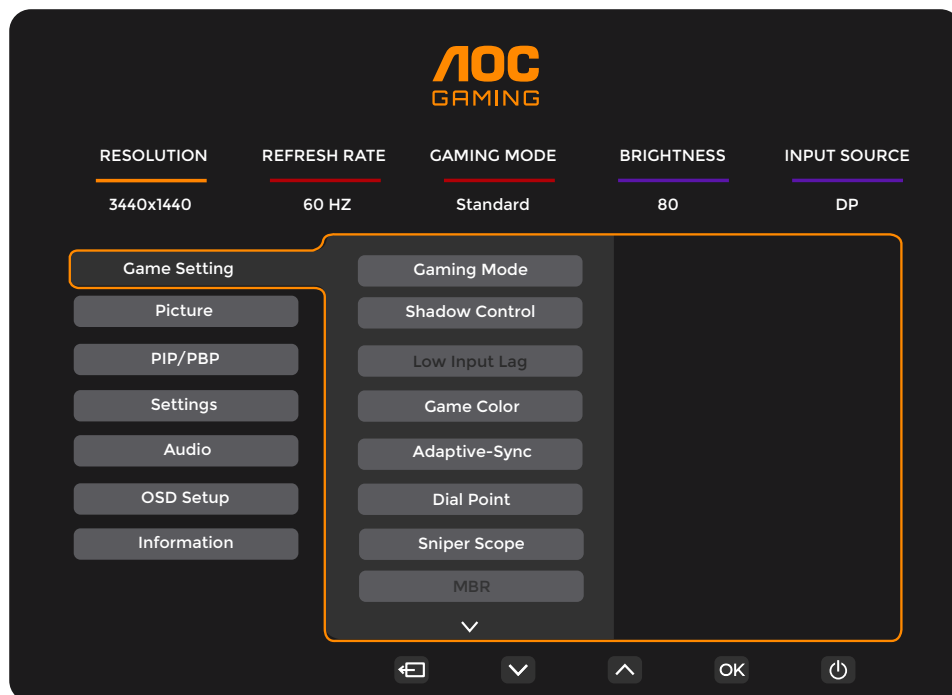 AOC
GAMING
RESOLUTION REFRESH RATE GAMING MODE BRIGHTNESS INPUT SOURCE
3440x1440 60 HZ Standard 80 DP
Game Setting
Picture
PIP/PBP
Settings
Audio
OSD Setup
Information
Gaming Mode
Shadow Control
Low Input Lag
Game Color
Adaptive-Sync
Dial Point
Sniper Scope
MBR
OK